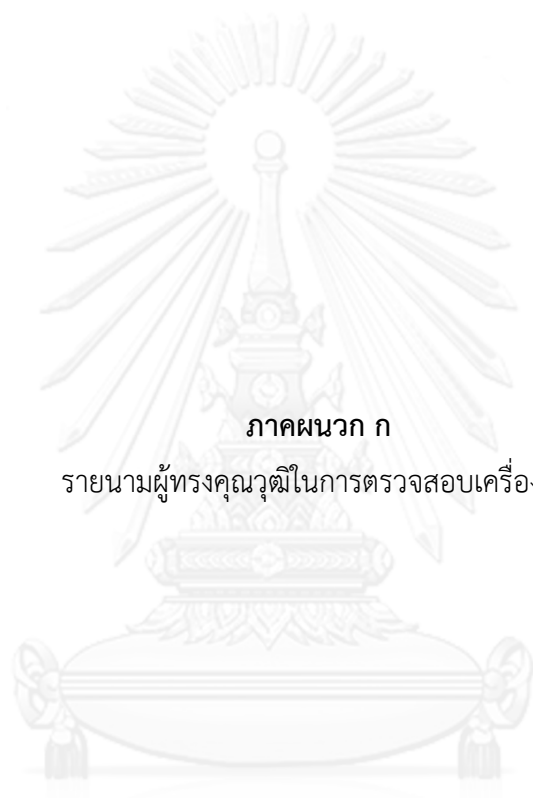 ภาคผนวก ก
รายนามผู้ทรงคุณวุฒิในการตรวจสอบเครื่อง